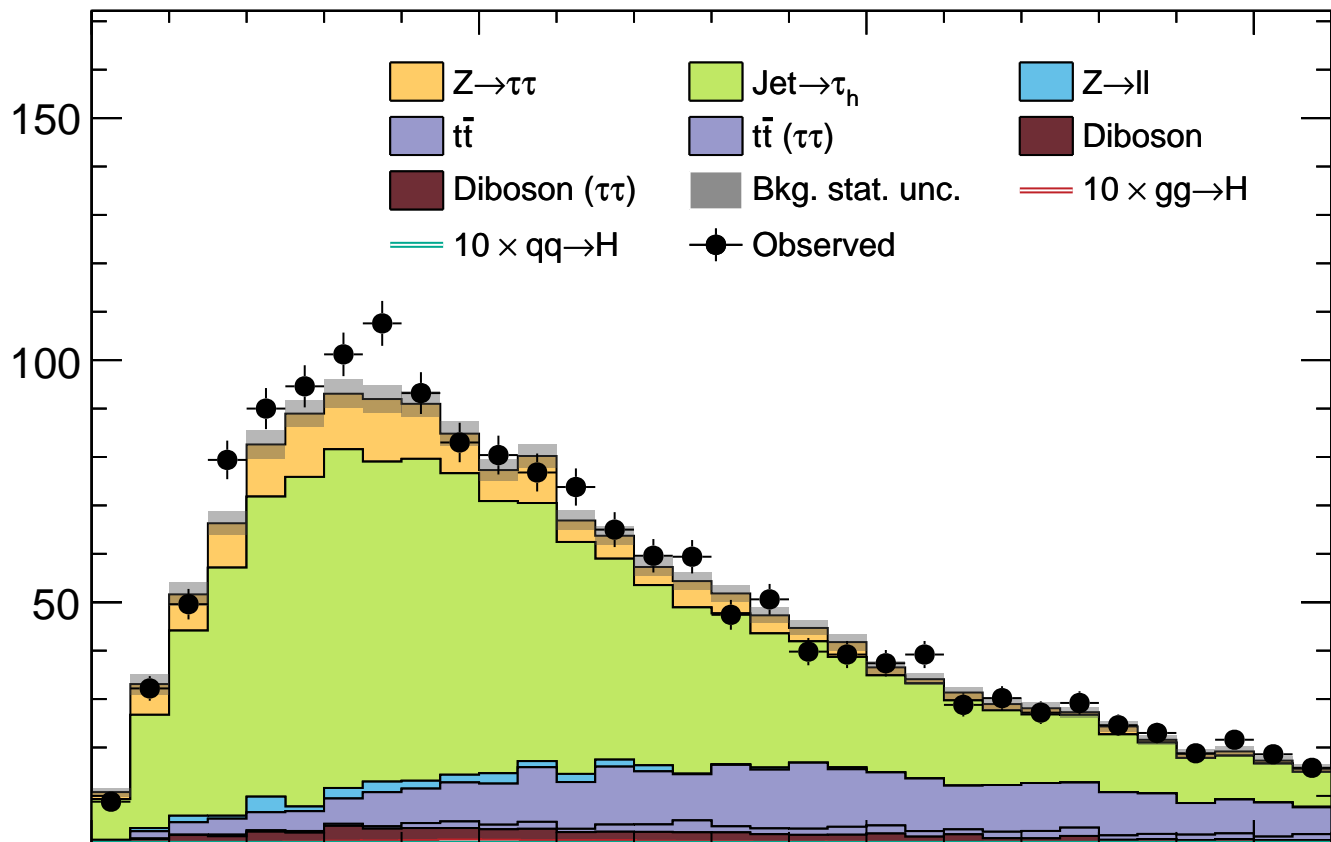 Z→ττ Jet→τ_h Z→ll
150
tt̄ tt̄ (ττ) Diboson
Diboson (ττ) Bkg. stat. unc. 10 × gg→H
10 × qq→H Observed
100
50